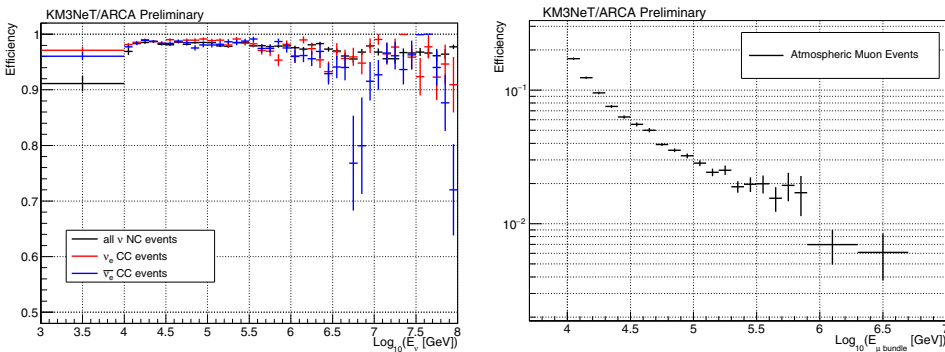 KM3NeT/ARCA Preliminary
Efficiency
1
0.9
0.8
0.7
0.6
0.5
all ν NC events
νe CC events
ν̅e CC events
3 3.5 4 4.5 5 5.5 6 6.5 7 7.5 8
Log10(Eν [GeV])
KM3NeT/ARCA Preliminary
Efficiency
Atmospheric Muon Events
10⁻¹
10⁻²
4 4.5 5 5.5 6 6.5 7
Log10(Eμ bundle [GeV])